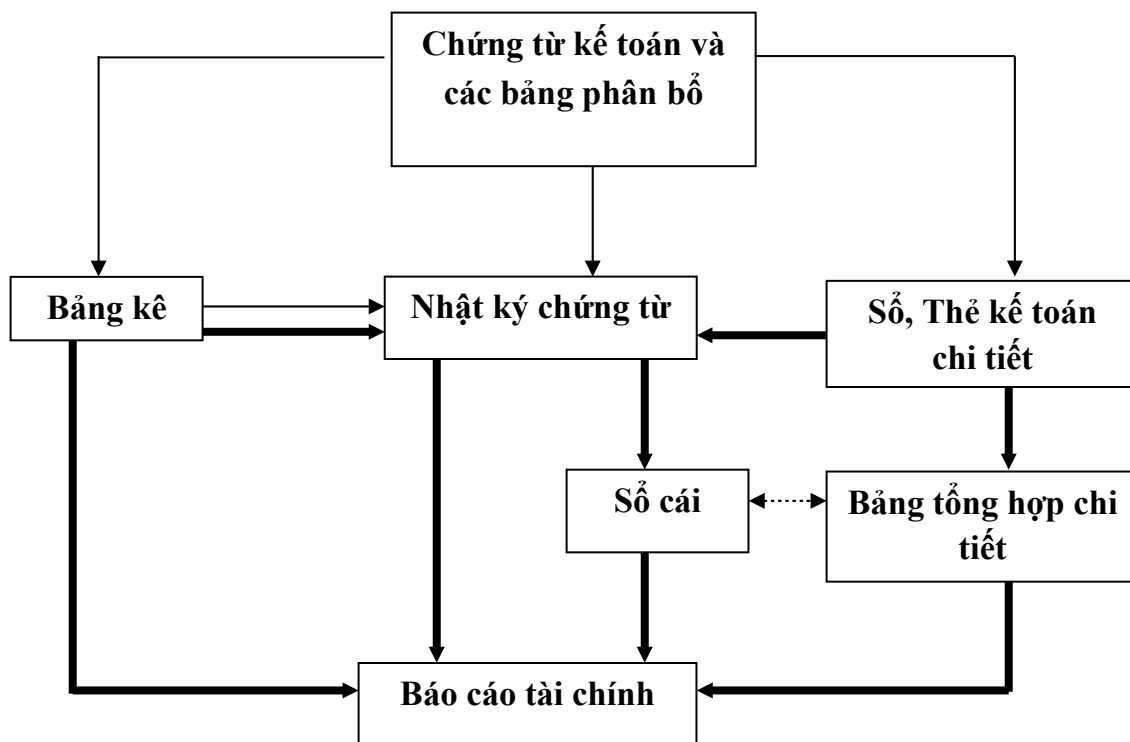 Chứng từ kế toán và
các bảng phân bổ
Bảng kê
Nhật ký chứng từ
Sổ, Thẻ kế toán
chi tiết
Sổ cái
Bảng tổng hợp chi
tiết
Báo cáo tài chính